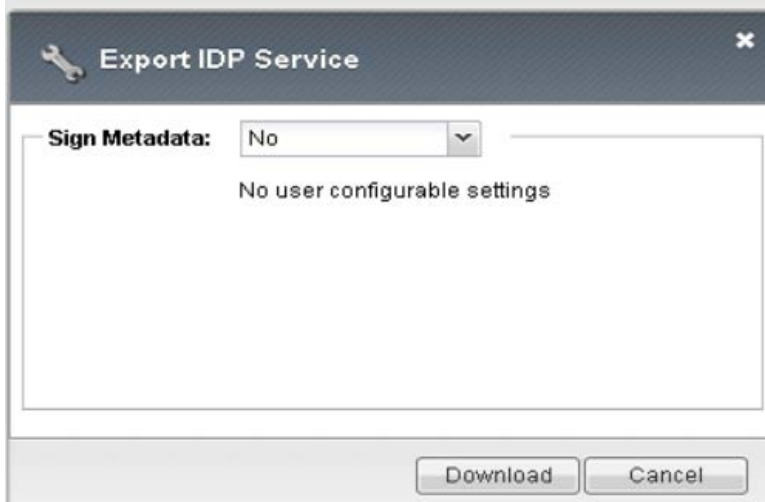 Export IDP Service
Sign Metadata: No
No user configurable settings
Download Cancel